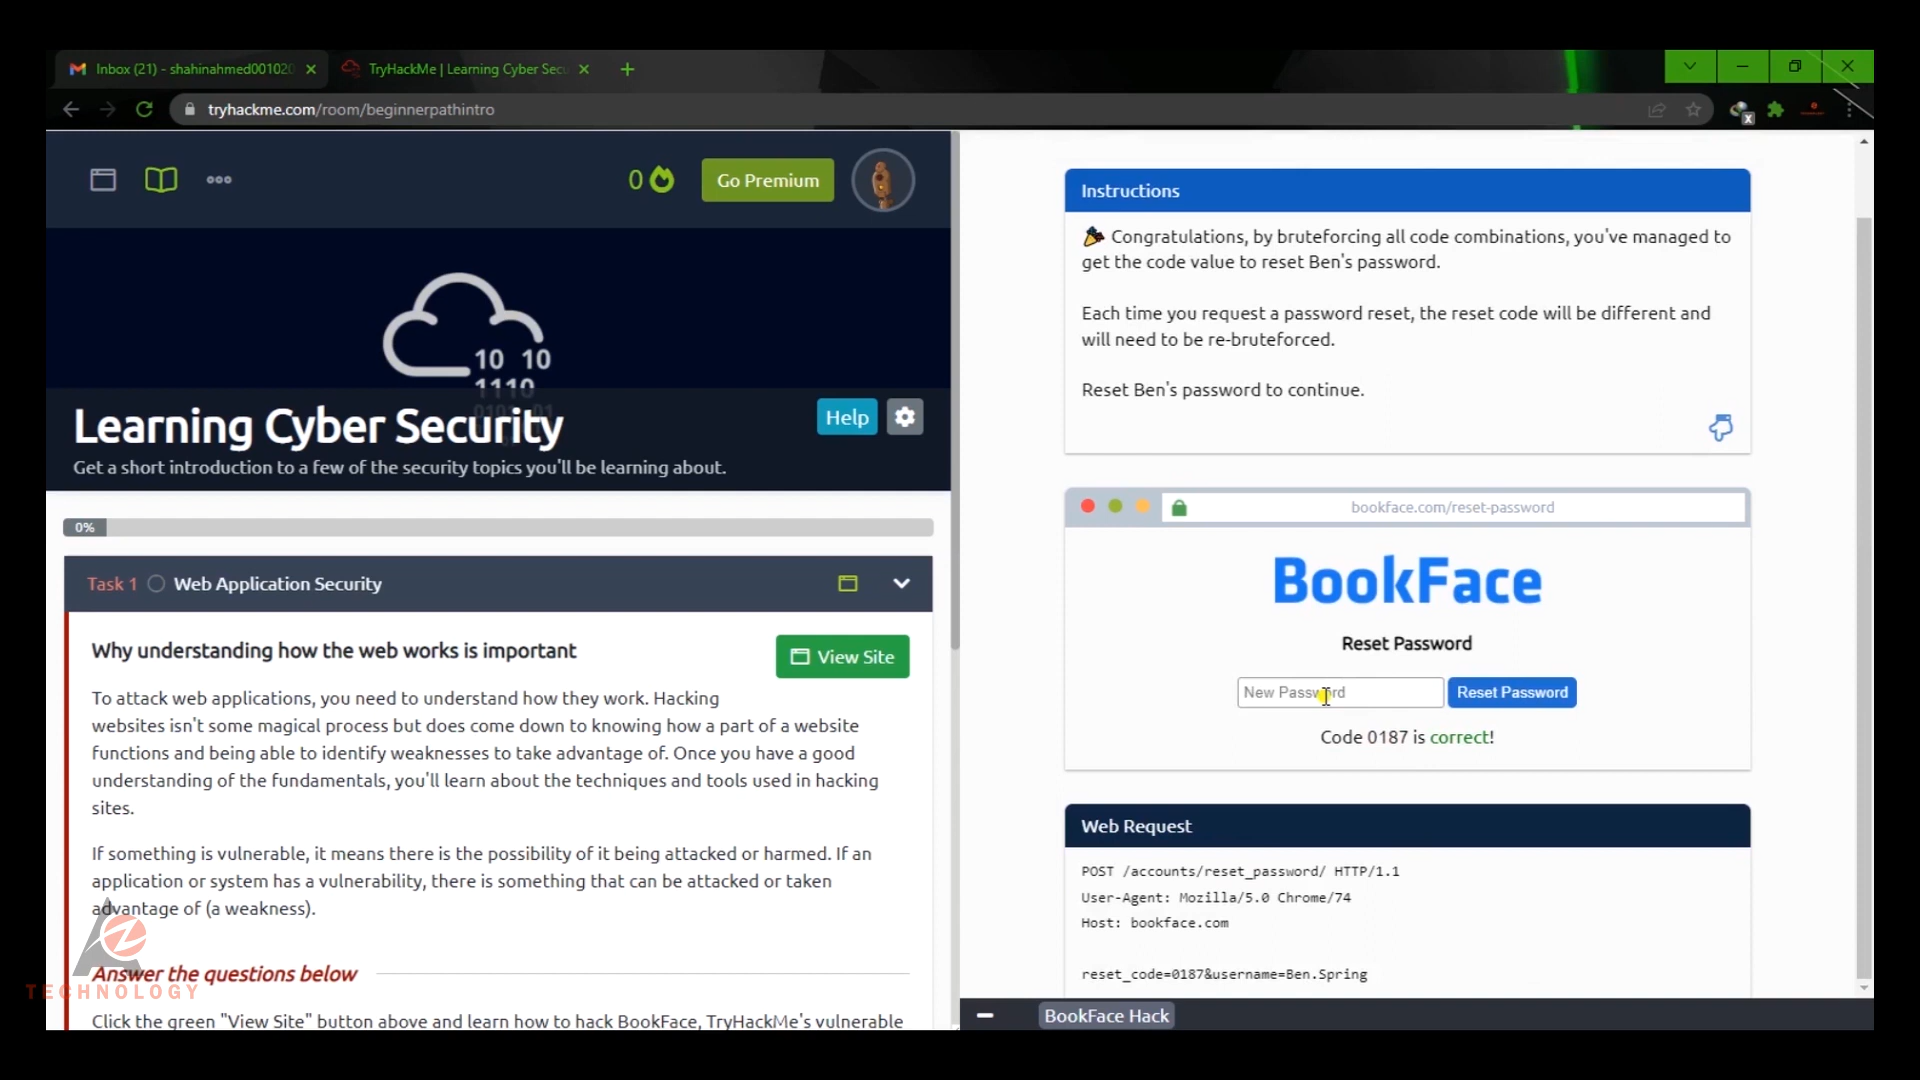 Inbox (21) - shahinahmed001020
TryHackMe | Learning Cyber Secu
tryhackme.com/room/beginnerpathintro
0
Go Premium
10 10
1110
Learning Cyber Security
Help
Get a short introduction to a few of the security topics you'll be learning about.
0%
Task 1
Web Application Security
Why understanding how the web works is important
View Site
To attack web applications, you need to understand how they work. Hacking
websites isn't some magical process but does come down to knowing how a part of a website
functions and being able to identify weaknesses to take advantage of. Once you have a good
understanding of the fundamentals, you'll learn about the techniques and tools used in hacking
sites.
If something is vulnerable, it means there is the possibility of it being attacked or harmed. If an
application or system has a vulnerability, there is something that can be attacked or taken
advantage of (a weakness).
Answer the questions below
TECHNOLOGY
Click the green "View Site" button above and learn how to hack BookFace, TryHackMe's vulnerable
Instructions
Congratulations, by bruteforcing all code combinations, you've managed to
get the code value to reset Ben's password.
Each time you request a password reset, the reset code will be different and
will need to be re-bruteforced.
Reset Ben's password to continue.
bookface.com/reset-password
BookFace
Reset Password
New Password
Reset Password
Code 0187 is correct!
Web Request
POST /accounts/reset_password/ HTTP/1.1
User-Agent: Mozilla/5.0 Chrome/74
Host: bookface.com
reset_code=0187&username=Ben.Spring
BookFace Hack